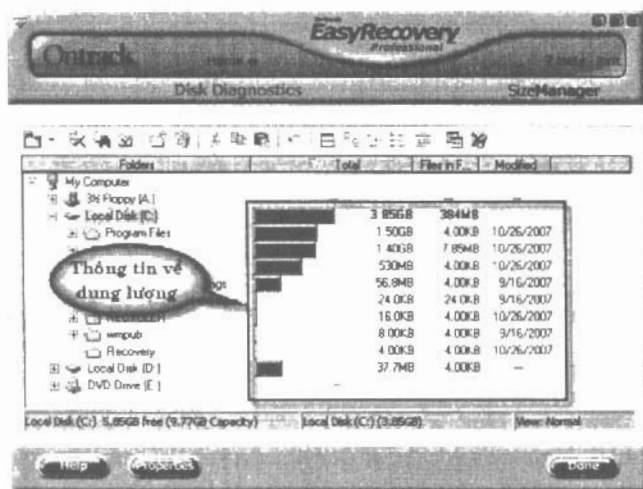 EasyRecovery
Professional
Ontrack
Home
? Help
Exit
Disk Diagnostics
SizeManager
Folders
Total
Files in F...
Modified
My Computer
3½ Floppy (A:)
Local Disk (C:)
3.85GB 384MB
Program Files
1.50GB 4.00KB 10/26/2007
1.40GB 7.85MB 10/26/2007
530MB 4.00KB 10/26/2007
56.8MB 4.00KB 9/16/2007
24.0KB 24.0KB 9/16/2007
16.0KB 4.00KB 10/26/2007
wmpub
8.00KB 4.00KB 9/16/2007
Recovery
4.00KB 4.00KB 10/26/2007
Local Disk (D:)
37.7MB 4.00KB --
DVD Drive (E:)
Thông tin về
dung lượng
Local Disk (C:) 5.85GB free (9.77GB Capacity)
Local Disk (C:) (3.85GB)
View: Normal
Help
Properties
Done